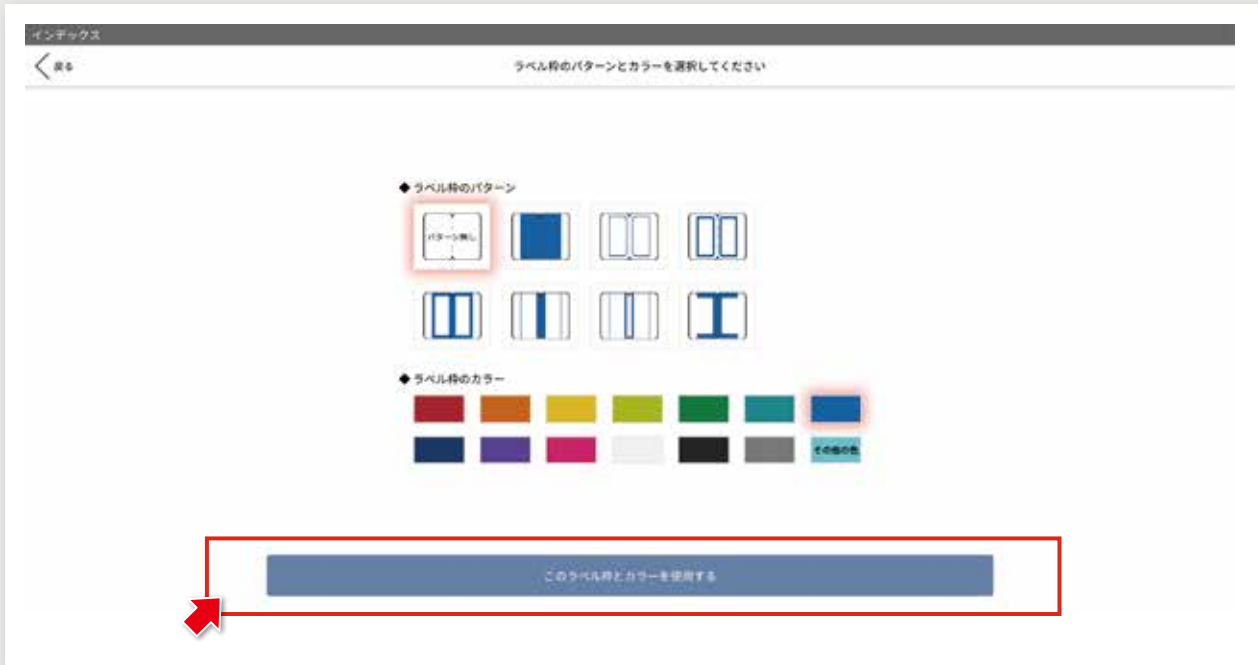 インデックス
戻る
ラベル枠のパターンとカラーを選択してください
◆ ラベル枠のパターン
パターン無し
◆ ラベル枠のカラー
その他の色
このラベル枠とカラーを使用する